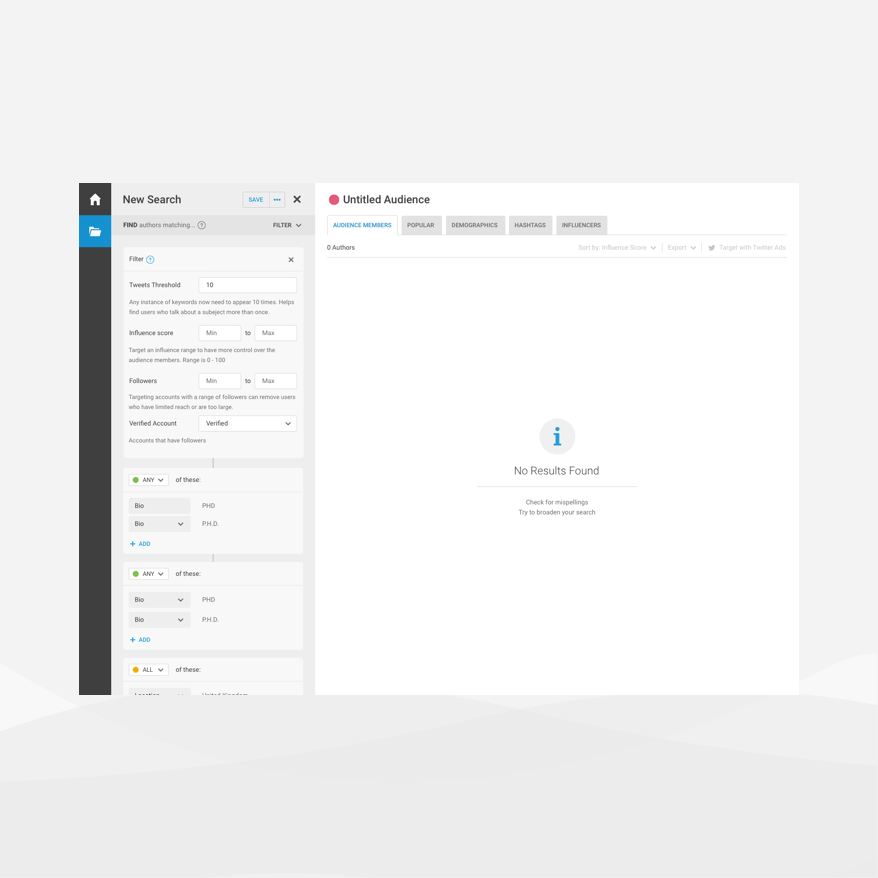 New Search
SAVE
FIND authors matching... ?
FILTER
Filter ?
Tweets Threshold
10
Any instance of keywords now need to appear 10 times. Helps
find users who talk about a subeject more than once.
Influence score
Min to Max
Target an influence range to have more control over the
audience members. Range is 0 - 100
Followers
Min to Max
Targeting accounts with a range of followers can remove users
who have limited reach or are too large.
Verified Account
Verified
Accounts that have followers
ANY of these:
Bio PHD
Bio P.H.D.
+ ADD
ANY of these:
Bio PHD
Bio P.H.D.
+ ADD
ALL of these:
Location United Kingdom
Untitled Audience
AUDIENCE MEMBERS
POPULAR
DEMOGRAPHICS
HASHTAGS
INFLUENCERS
0 Authors
Sort by: Influence Score
Export
Target with Twitter Ads
i
No Results Found
Check for mispellings
Try to broaden your search